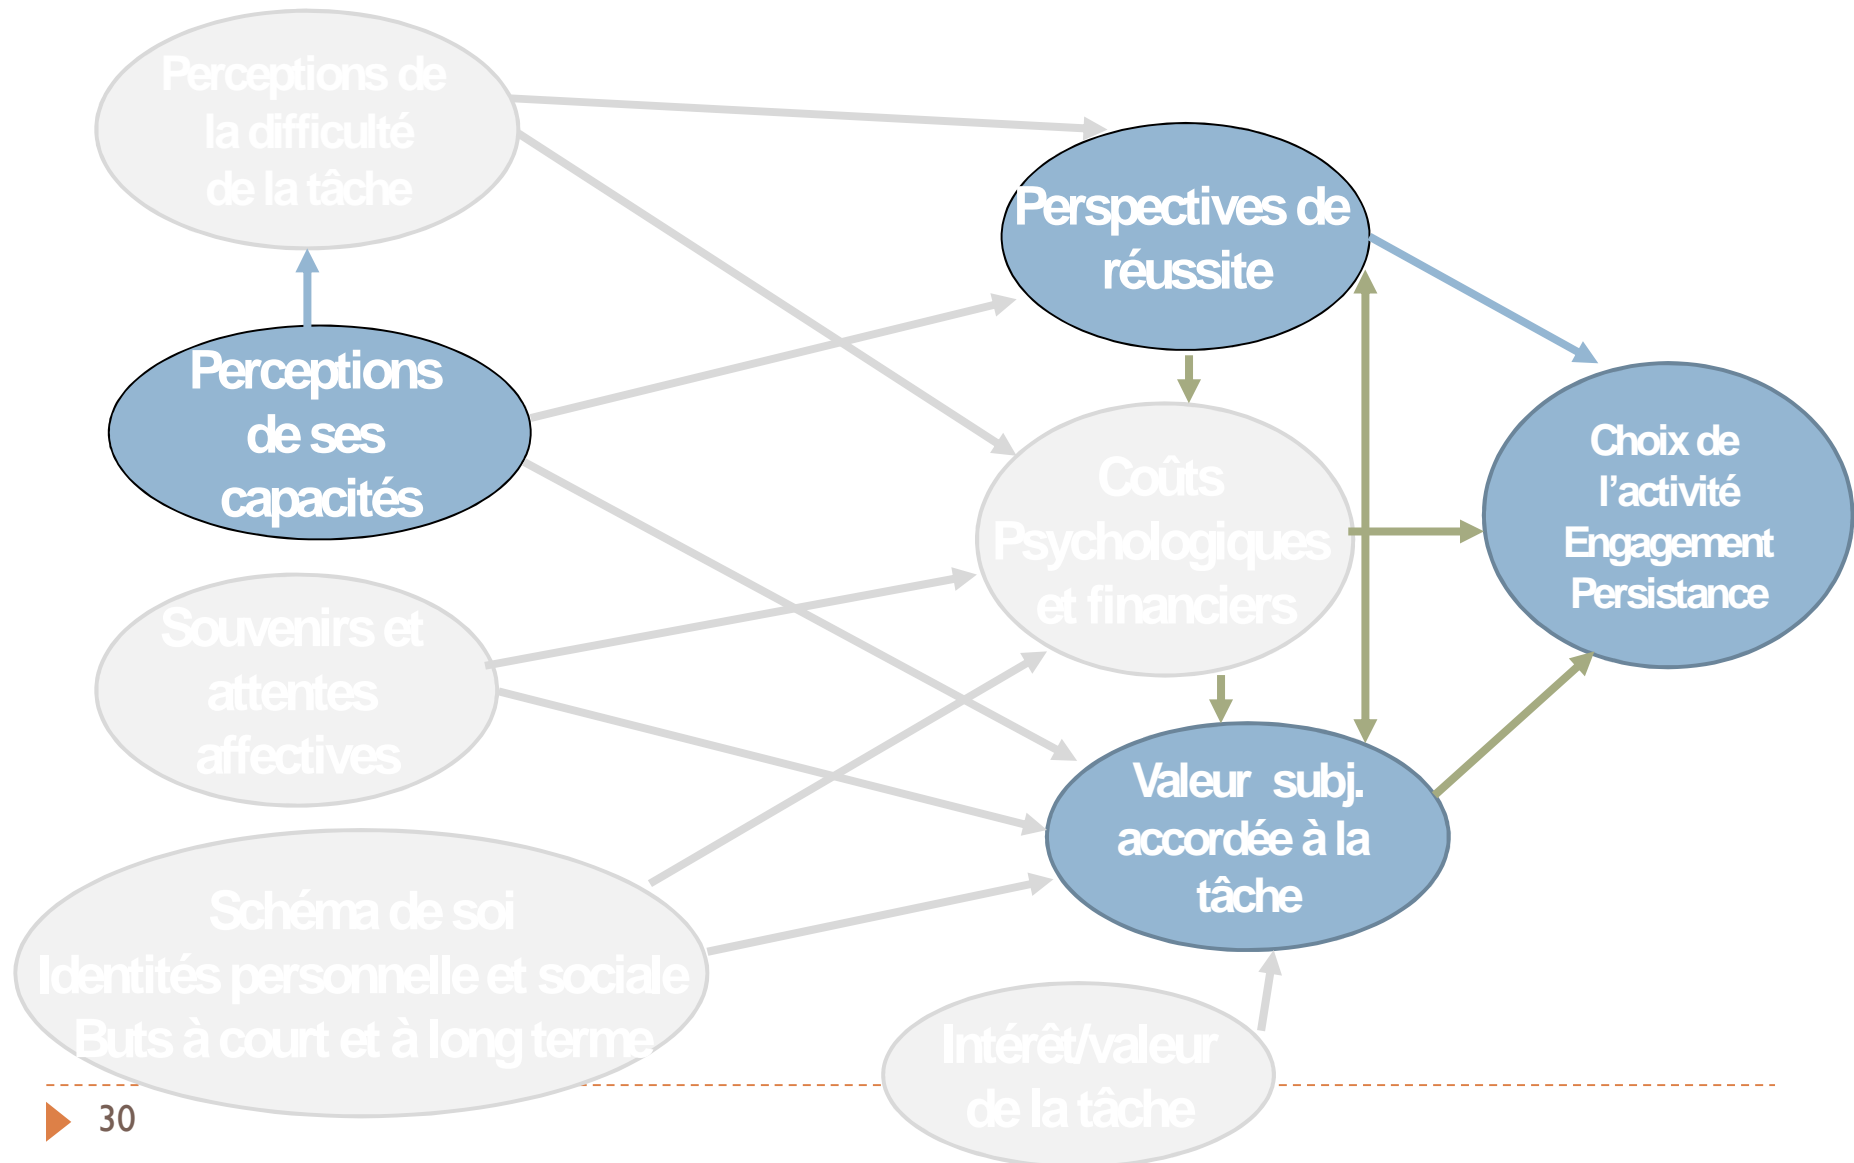 Perceptions de
la difficulté
de la tâche
Perspectives de
réussite
Perceptions
de ses
capacités
Choix de
l’activité
Engagement
Persistance
Coûts
Psychologiques
et financiers
Souvenirs et
attentes
affectives
Valeur subj.
accordée à la
tâche
Schéma de soi
Identités personnelle et sociale
Buts à court et à long terme
Intérêt/valeur
de la tâche
30